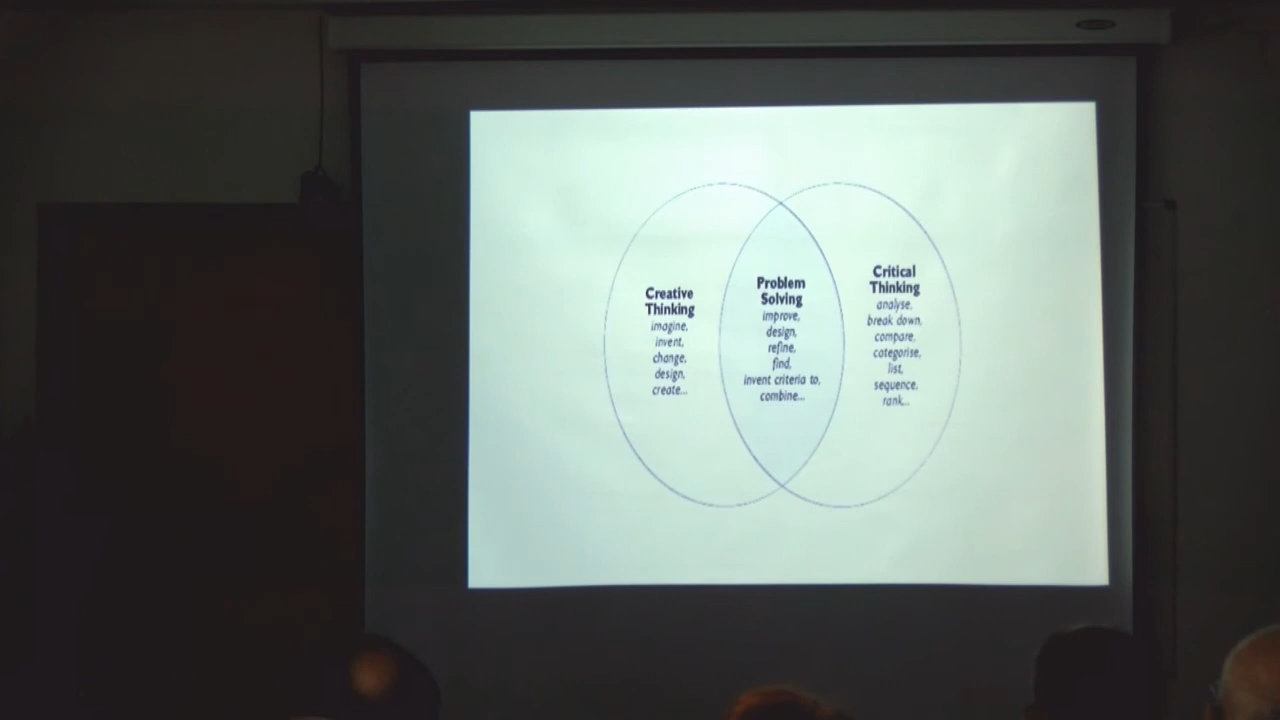 Creative
Thinking
imagine,
invent,
change,
design,
create...
Problem
Solving
improve,
design,
refine,
find,
invent criteria to,
combine...
Critical
Thinking
analyse,
break down,
compare,
categorise,
list,
sequence,
rank...